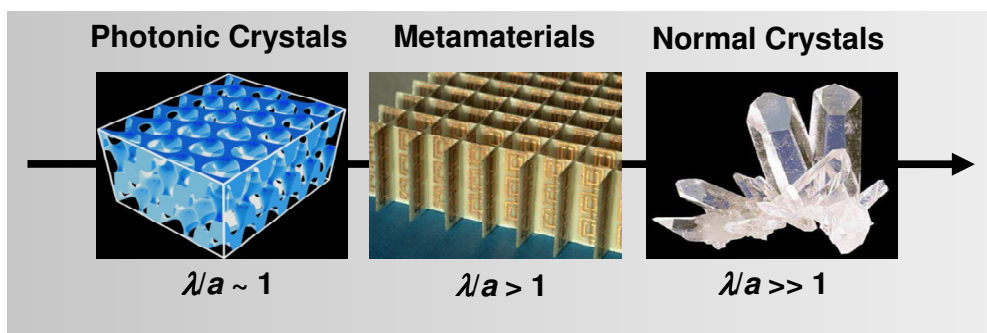 Photonic Crystals Metamaterials Normal Crystals
λ/a ~ 1 λ/a > 1 λ/a >> 1